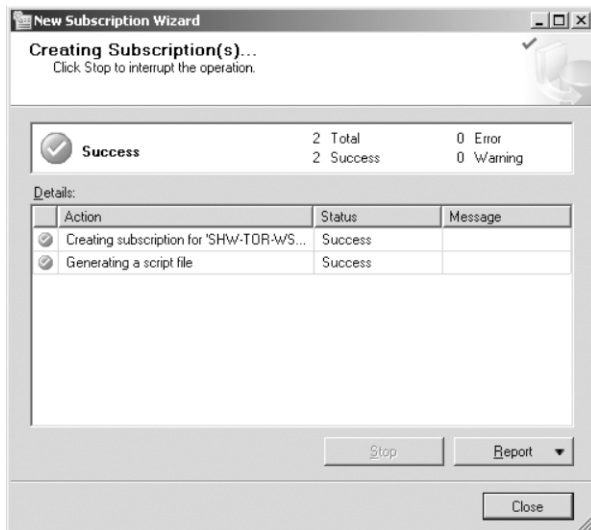 New Subscription Wizard
Creating Subscription(s)...
Click Stop to interrupt the operation.
Success
2 Total
0 Error
2 Success
0 Warning
Details:
Action Status Message
Creating subscription for 'SHW-TOR-WS... Success
Generating a script file Success
Stop Report
Close